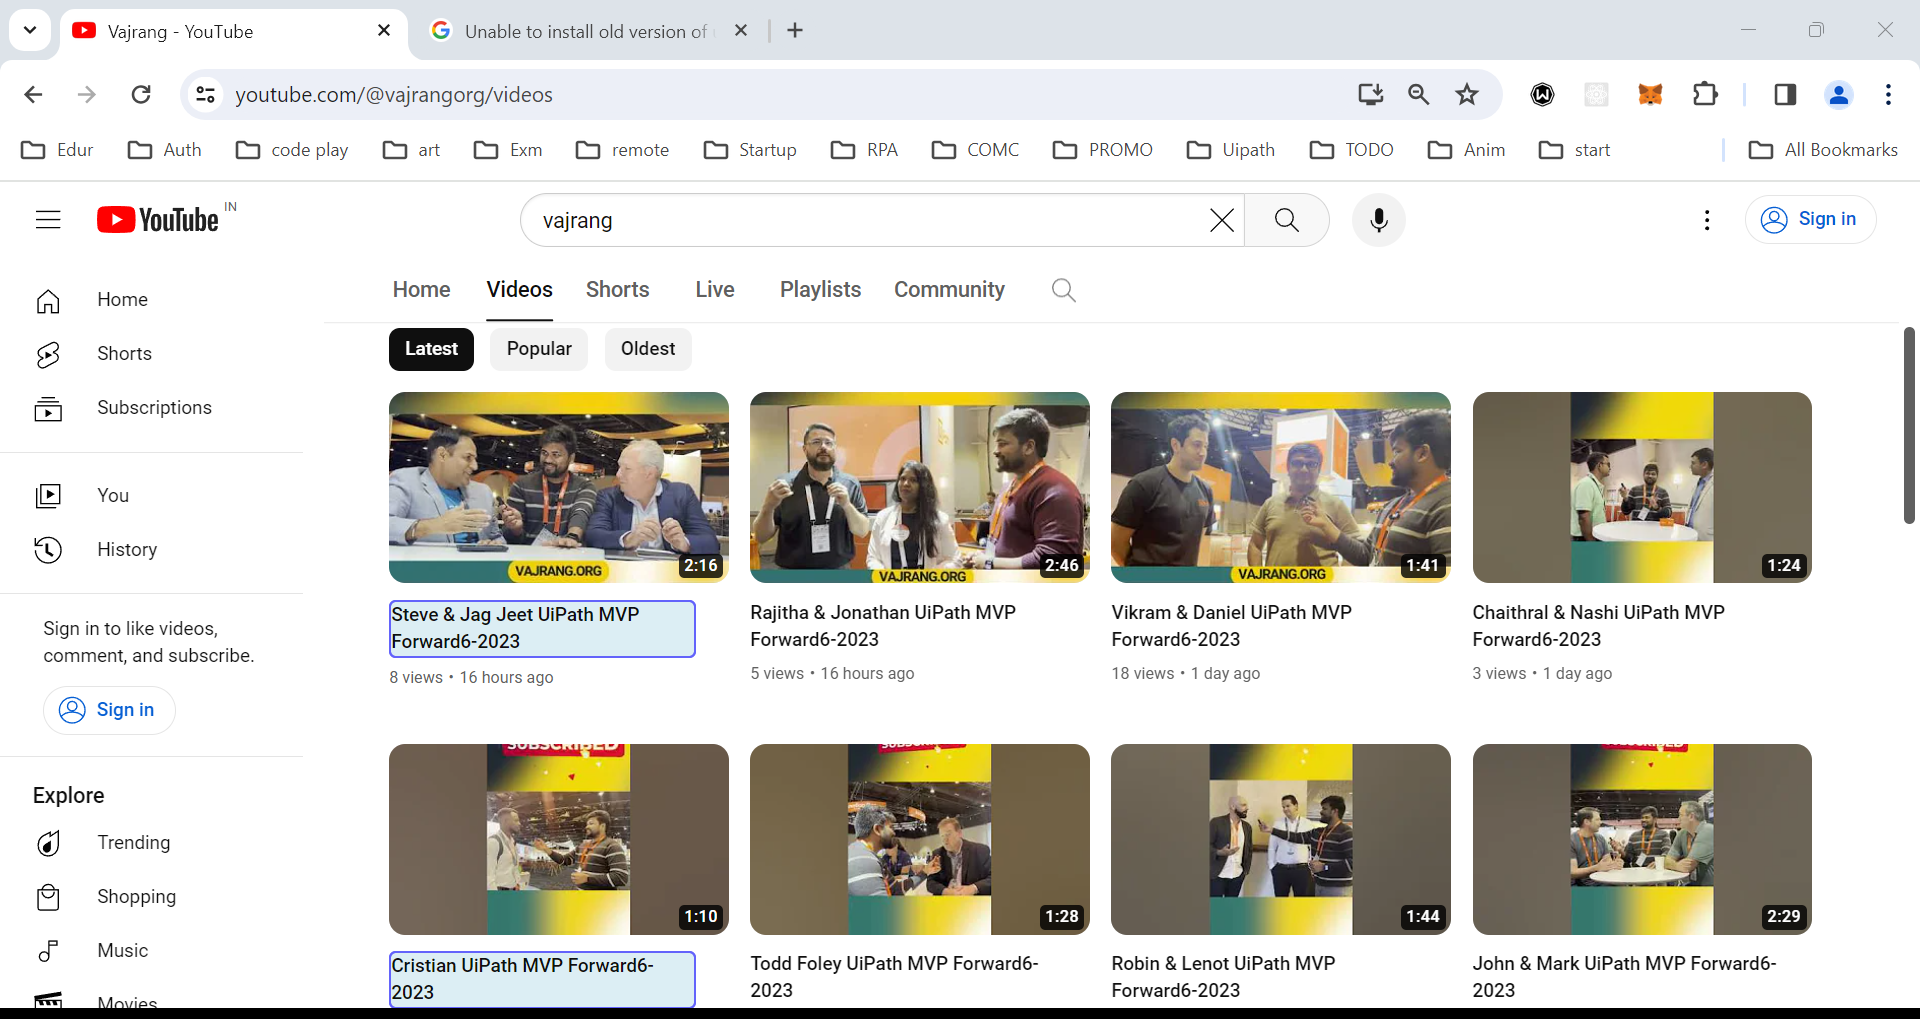 Vajrang - YouTube
Unable to install old version of
youtube.com/@vajrangorg/videos
Edur
Auth
code play
art
Exm
remote
Startup
RPA
COMC
PROMO
Uipath
TODO
Anim
start
All Bookmarks
YouTube IN
vajrang
Sign in
Home
Shorts
Subscriptions
You
History
Sign in to like videos,
comment, and subscribe.
Sign in
Explore
Trending
Shopping
Music
Movies
Home
Videos
Shorts
Live
Playlists
Community
Latest
Popular
Oldest
VAJRANG.ORG
2:16
VAJRANG.ORG
2:46
VAJRANG.ORG
1:41
1:24
Steve & Jag Jeet UiPath MVP
Forward6-2023
8 views • 16 hours ago
Rajitha & Jonathan UiPath MVP
Forward6-2023
5 views • 16 hours ago
Vikram & Daniel UiPath MVP
Forward6-2023
18 views • 1 day ago
Chaithral & Nashi UiPath MVP
Forward6-2023
3 views • 1 day ago
SUBSCRIBED
1:10
SUBSCRIBED
1:28
1:44
SUBSCRIBED
2:29
Cristian UiPath MVP Forward6-
2023
Todd Foley UiPath MVP Forward6-
2023
Robin & Lenot UiPath MVP
Forward6-2023
John & Mark UiPath MVP Forward6-
2023